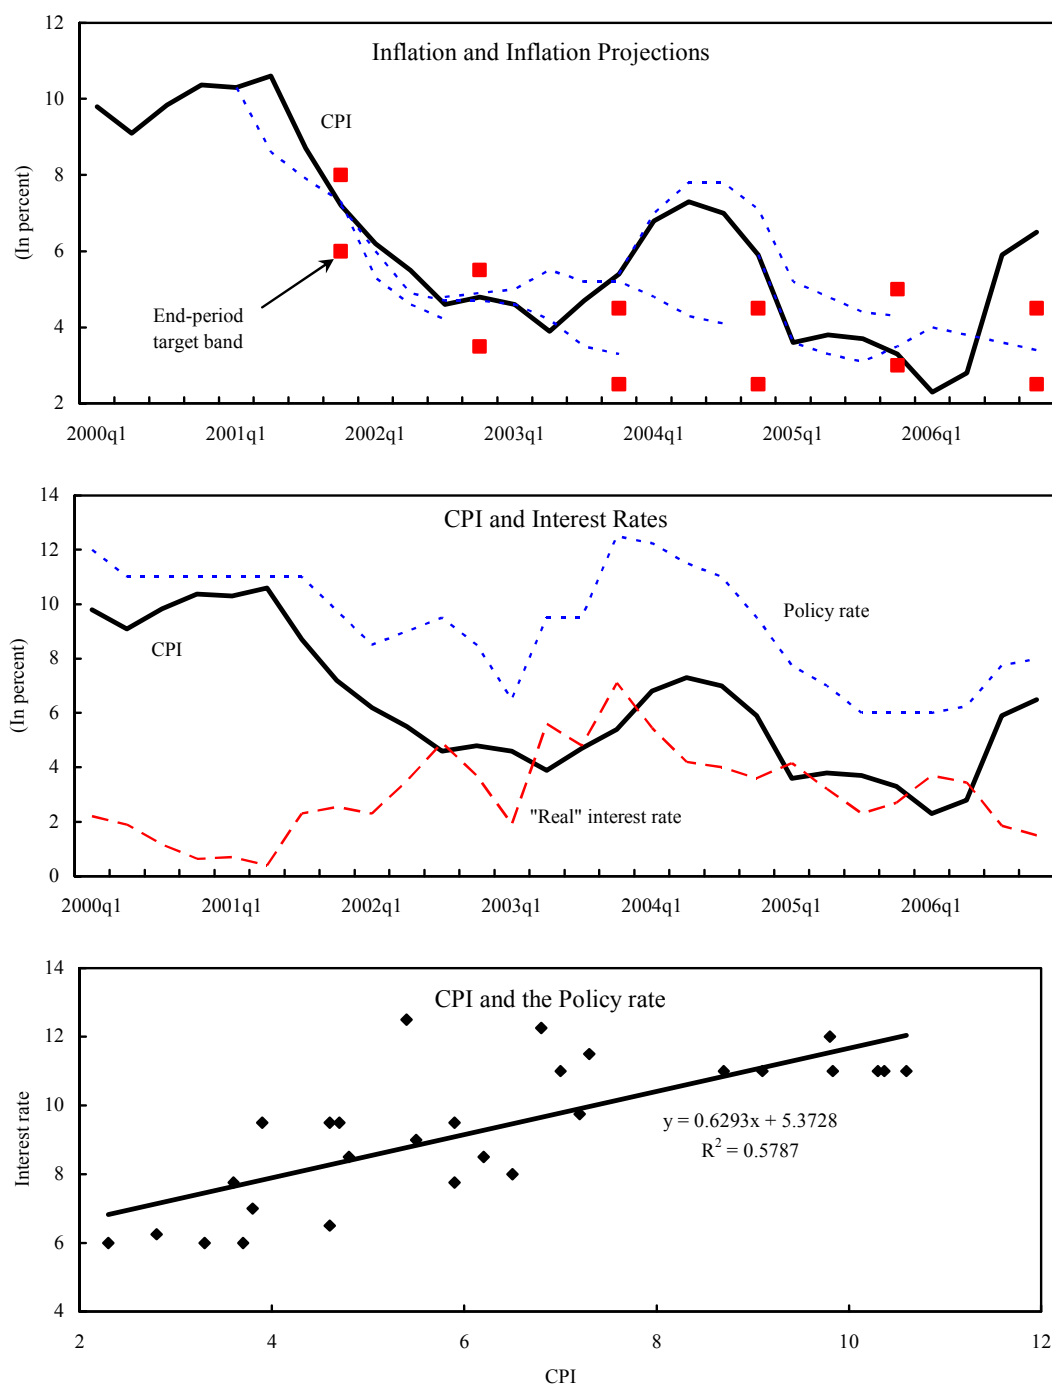 Inflation and Inflation Projections
(In percent)
12
10
8
6
4
2
CPI
End-period
target band
2000q1 2001q1 2002q1 2003q1 2004q1 2005q1 2006q1
CPI and Interest Rates
(In percent)
14
12
10
8
6
4
2
0
Policy rate
CPI
"Real" interest rate
2000q1 2001q1 2002q1 2003q1 2004q1 2005q1 2006q1
CPI and the Policy rate
Interest rate
14
12
10
8
6
4
y = 0.6293x + 5.3728
R² = 0.5787
2 4 6 8 10 12
CPI